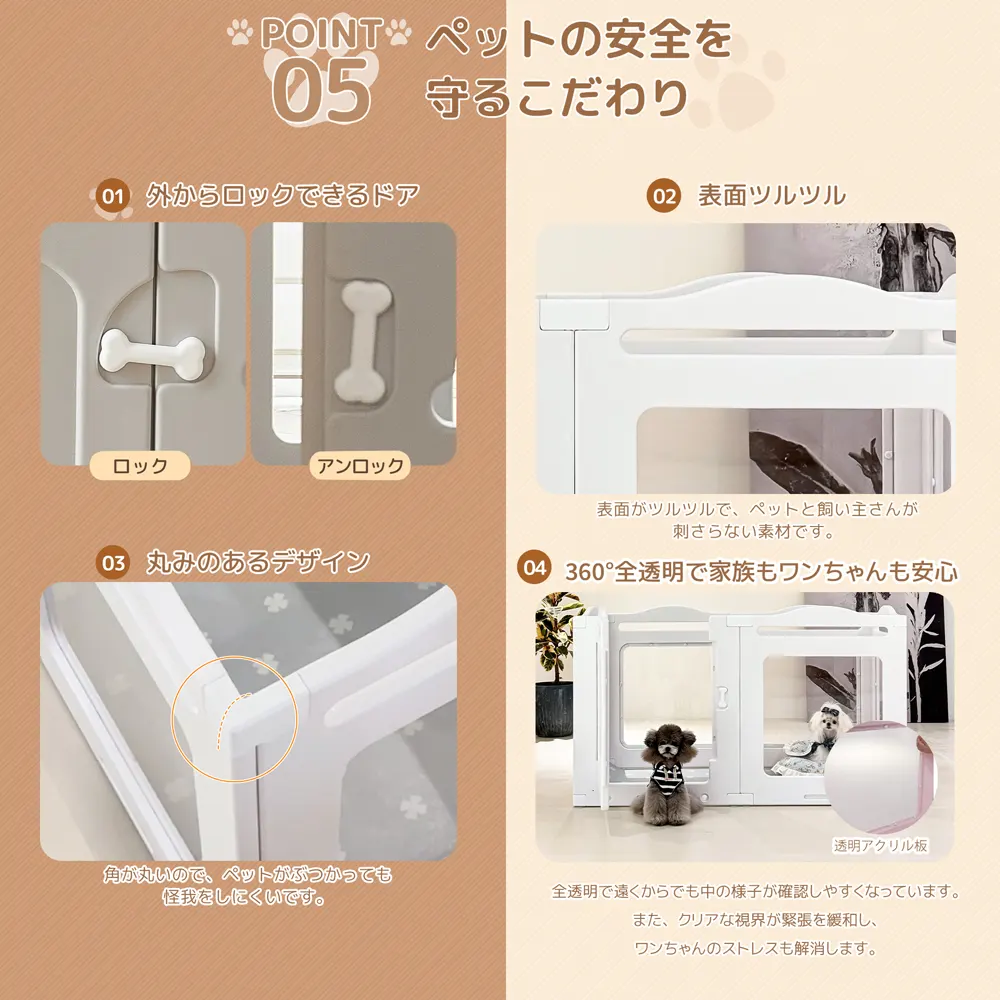 POINT
05
ペットの安全を
守るこだわり
01 外からロックできるドア
ロック
アンロック
02 表面ツルツル
表面がツルツルで、ペットと飼い主さんが
刺さらない素材です。
03 丸みのあるデザイン
角が丸いので、ペットがぶつかっても
怪我をしにくいです。
04 360°全透明で家族もワンちゃんも安心
透明アクリル板
全透明で遠くからでも中の様子が確認しやすくなっています。
また、クリアな視界が緊張を緩和し、
ワンちゃんのストレスも解消します。